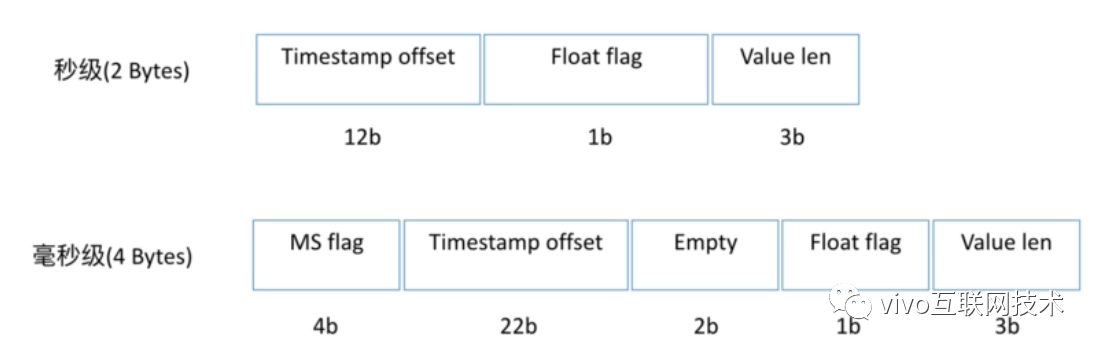 秒级(2 Bytes) Timestamp offset Float flag Value len
12b 1b 3b
毫秒级(4 Bytes) MS flag Timestamp offset Empty Float flag Value len
vivo互联网技术
4b 22b 2b 1b 3b